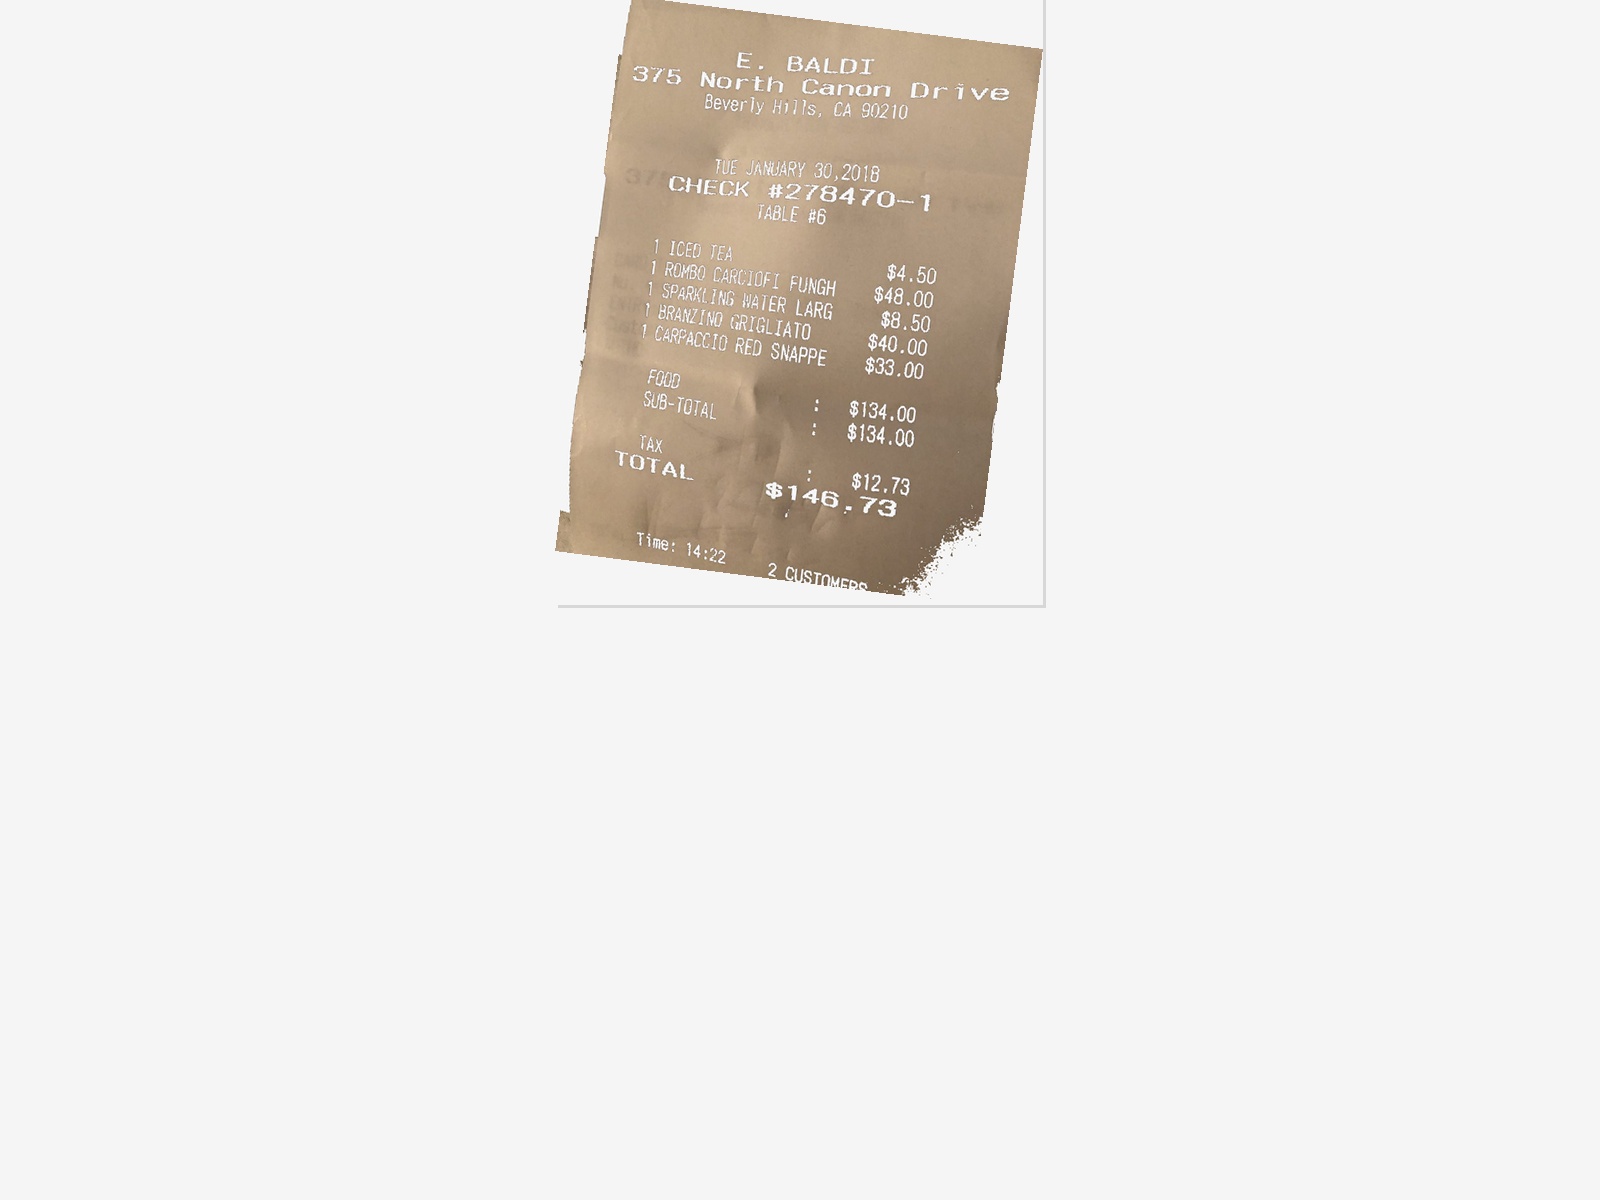 E. BALDI
375 North Canon Drive
Beverly Hills, CA 90210
TUE JANUARY 30,2018
CHECK #278470-1
TABLE #6
1 ICED TEA $4.50
1 ROMBO CARCIOFI FUNGH $48.00
1 SPARKLING WATER LARG $8.50
1 BRANZINO GRIGLIATO $40.00
1 CARPACCIO RED SNAPPE $33.00
FOOD : $134.00
SUB-TOTAL : $134.00
TAX : $12.73
TOTAL $146.73
Time: 14:22 2 CUSTOMERS